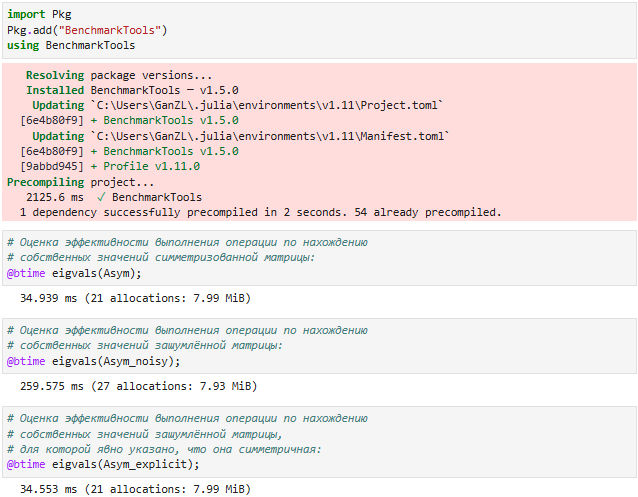 import Pkg
Pkg.add("BenchmarkTools")
using BenchmarkTools
Resolving package versions...
Installed BenchmarkTools ─ v1.5.0
Updating `C:\Users\GanZL\.julia\environments\v1.11\Project.toml`
[6e4b80f9] + BenchmarkTools v1.5.0
Updating `C:\Users\GanZL\.julia\environments\v1.11\Manifest.toml`
[6e4b80f9] + BenchmarkTools v1.5.0
[9abbd945] + Profile v1.11.0
Precompiling project...
2125.6 ms ✓ BenchmarkTools
1 dependency successfully precompiled in 2 seconds. 54 already precompiled.
# Оценка эффективности выполнения операции по нахождению
# собственных значений симметризованной матрицы:
@btime eigvals(Asym);
34.939 ms (21 allocations: 7.99 MiB)
# Оценка эффективности выполнения операции по нахождению
# собственных значений зашумлённой матрицы:
@btime eigvals(Asym_noisy);
259.575 ms (27 allocations: 7.93 MiB)
# Оценка эффективности выполнения операции по нахождению
# собственных значений зашумлённой матрицы,
# для которой явно указано, что она симметричная:
@btime eigvals(Asym_explicit);
34.553 ms (21 allocations: 7.99 MiB)